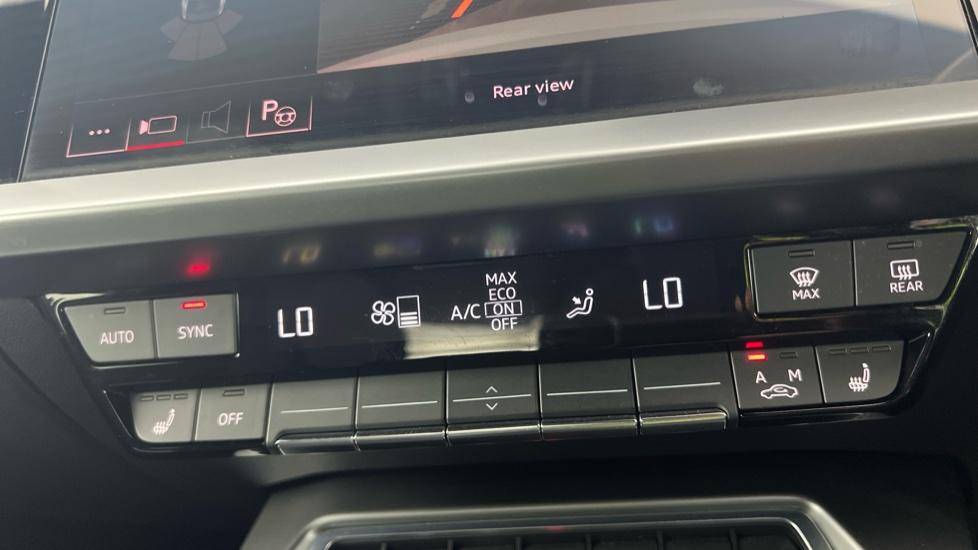 Rear view
...
P
MAX
ECO
LO
A/C ON
LO
OFF
MAX
REAR
AUTO
SYNC
A M
OFF